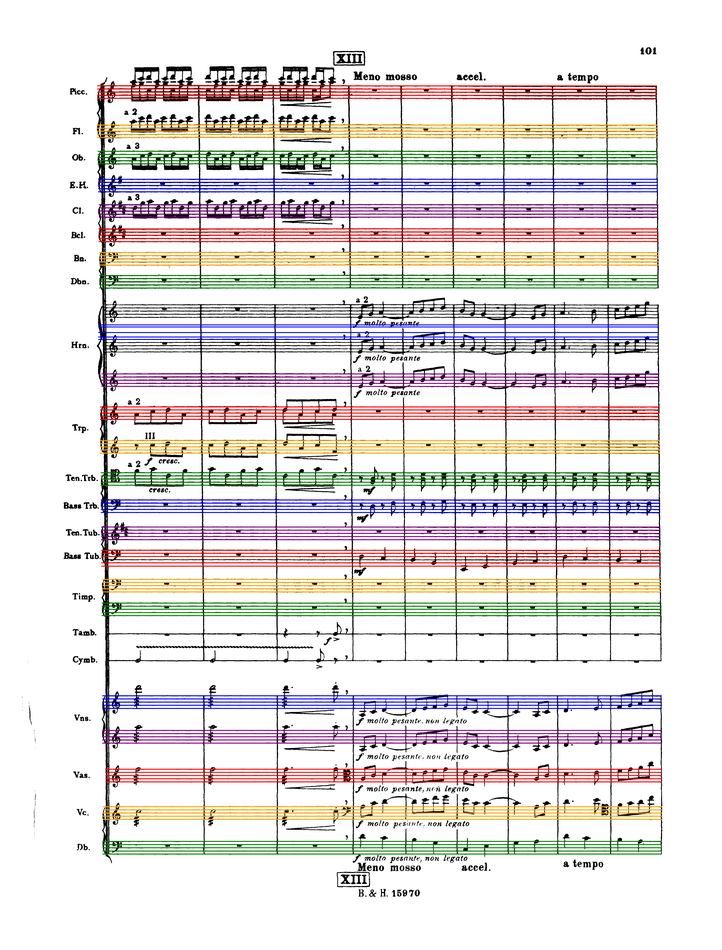 101
XIII
Meno mosso accel. a tempo
Picc.
a 2
Fl.
a 3
Ob.
E.H.
a 3
Cl.
Bcl.
Bn.
Dbn.
a 2
f molto pesante
a 2
Hrn.
f molto pesante
a 2
f molto pesante
a 2
Trp.
III
f cresc.
a 2
Ten.Trb.
cresc. mf
Bass Trb.
mf
Ten.Tub.
Bass Tub.
mf
Timp.
Tamb.
f
Cymb.
Vns.
f molto pesante, non legato
f molto pesante, non legato
Vas.
f molto pesante, non legato
Vc.
f molto pesante, non legato
Db.
f molto pesante, non legato
Meno mosso accel. a tempo
XIII
B. & H. 15970